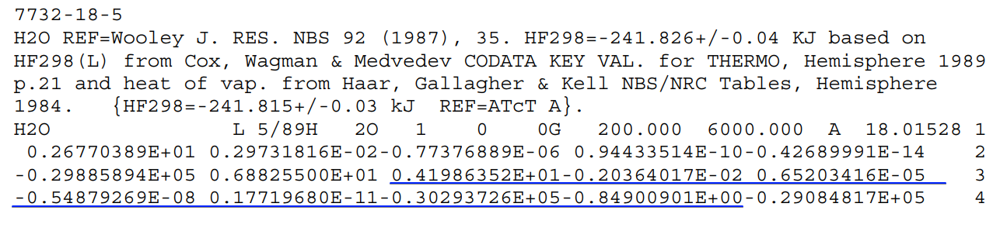 7732-18-5
H2O REF=Wooley J. RES. NBS 92 (1987), 35. HF298=-241.826+/-0.04 KJ based on
HF298(L) from Cox, Wagman & Medvedev CODATA KEY VAL. for THERMO, Hemisphere 1989
p.21 and heat of vap. from Haar, Gallagher & Kell NBS/NRC Tables, Hemisphere
1984.   {HF298=-241.815+/-0.03 kJ  REF=ATcT A}.
H2O               L 5/89H   2O   1    0    0G   200.000  6000.000  A  18.01528 1
 0.26770389E+01 0.29731816E-02-0.77376889E-06 0.94433514E-10-0.42689991E-14    2
-0.29885894E+05 0.68825500E+01 0.41986352E+01-0.20364017E-02 0.65203416E-05    3
-0.54879269E-08 0.17719680E-11-0.30293726E+05-0.84900901E+00-0.29084817E+05    4